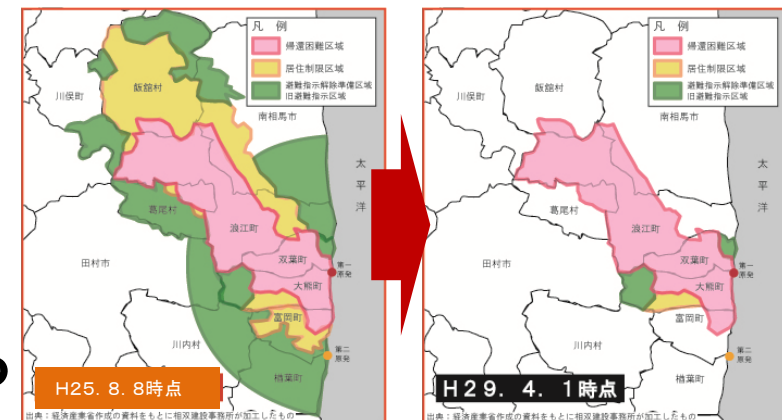 凡 例
帰還困難区域
居住制限区域
避難指示解除準備区域
旧避難指示区域
川俣町
飯舘村
南相馬市
太平洋
葛尾村
浪江町
田村市
双葉町
第一
原発
大熊町
富岡町
川内村
第二
原発
楢葉町
H25. 8. 8時点
出典:経済産業省作成の資料をもとに相双建設事務所が加工したもの
凡 例
帰還困難区域
居住制限区域
避難指示解除準備区域
旧避難指示区域
川俣町
飯舘村
南相馬市
太平洋
葛尾村
浪江町
田村市
双葉町
第一
原発
大熊町
富岡町
川内村
第二
原発
楢葉町
H29. 4. 1時点
出典:経済産業省作成の資料をもとに相双建設事務所が加工したもの